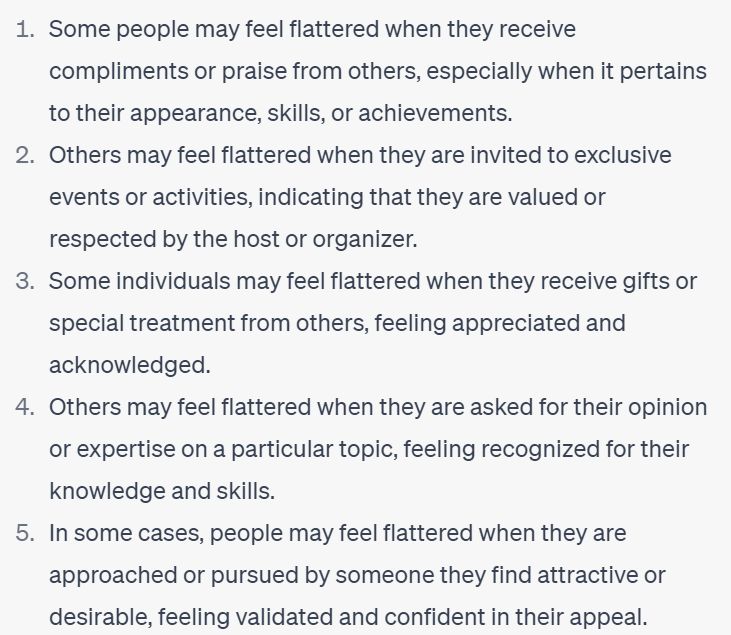 1. Some people may feel flattered when they receive
compliments or praise from others, especially when it pertains
to their appearance, skills, or achievements.
2. Others may feel flattered when they are invited to exclusive
events or activities, indicating that they are valued or
respected by the host or organizer.
3. Some individuals may feel flattered when they receive gifts or
special treatment from others, feeling appreciated and
acknowledged.
4. Others may feel flattered when they are asked for their opinion
or expertise on a particular topic, feeling recognized for their
knowledge and skills.
5. In some cases, people may feel flattered when they are
approached or pursued by someone they find attractive or
desirable, feeling validated and confident in their appeal.